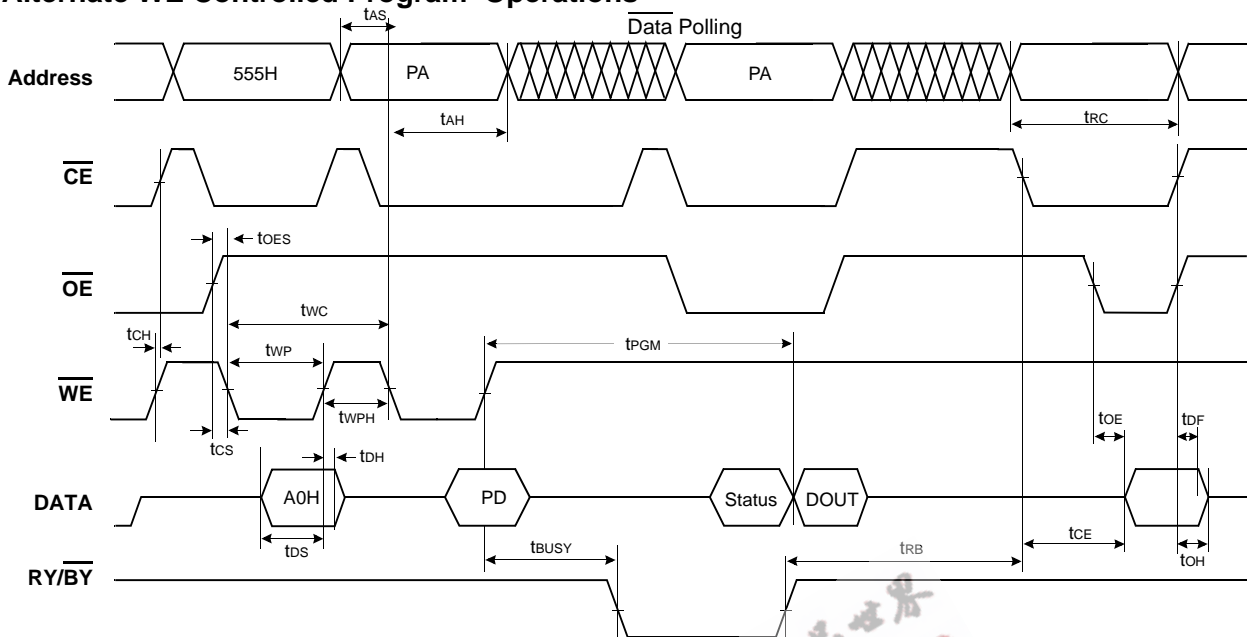 Alternate WE Controlled Program Operations
tAS
Data Polling
Address
555H
PA
PA
tAH
tRC
CE
tOES
OE
tWC
tCH
tWP
tPGM
WE
tWPH
tOE
tDF
tCS
tDH
DATA
A0H
PD
Status
DOUT
tDS
tBUSY
tRB
tCE
tOH
RY/BY